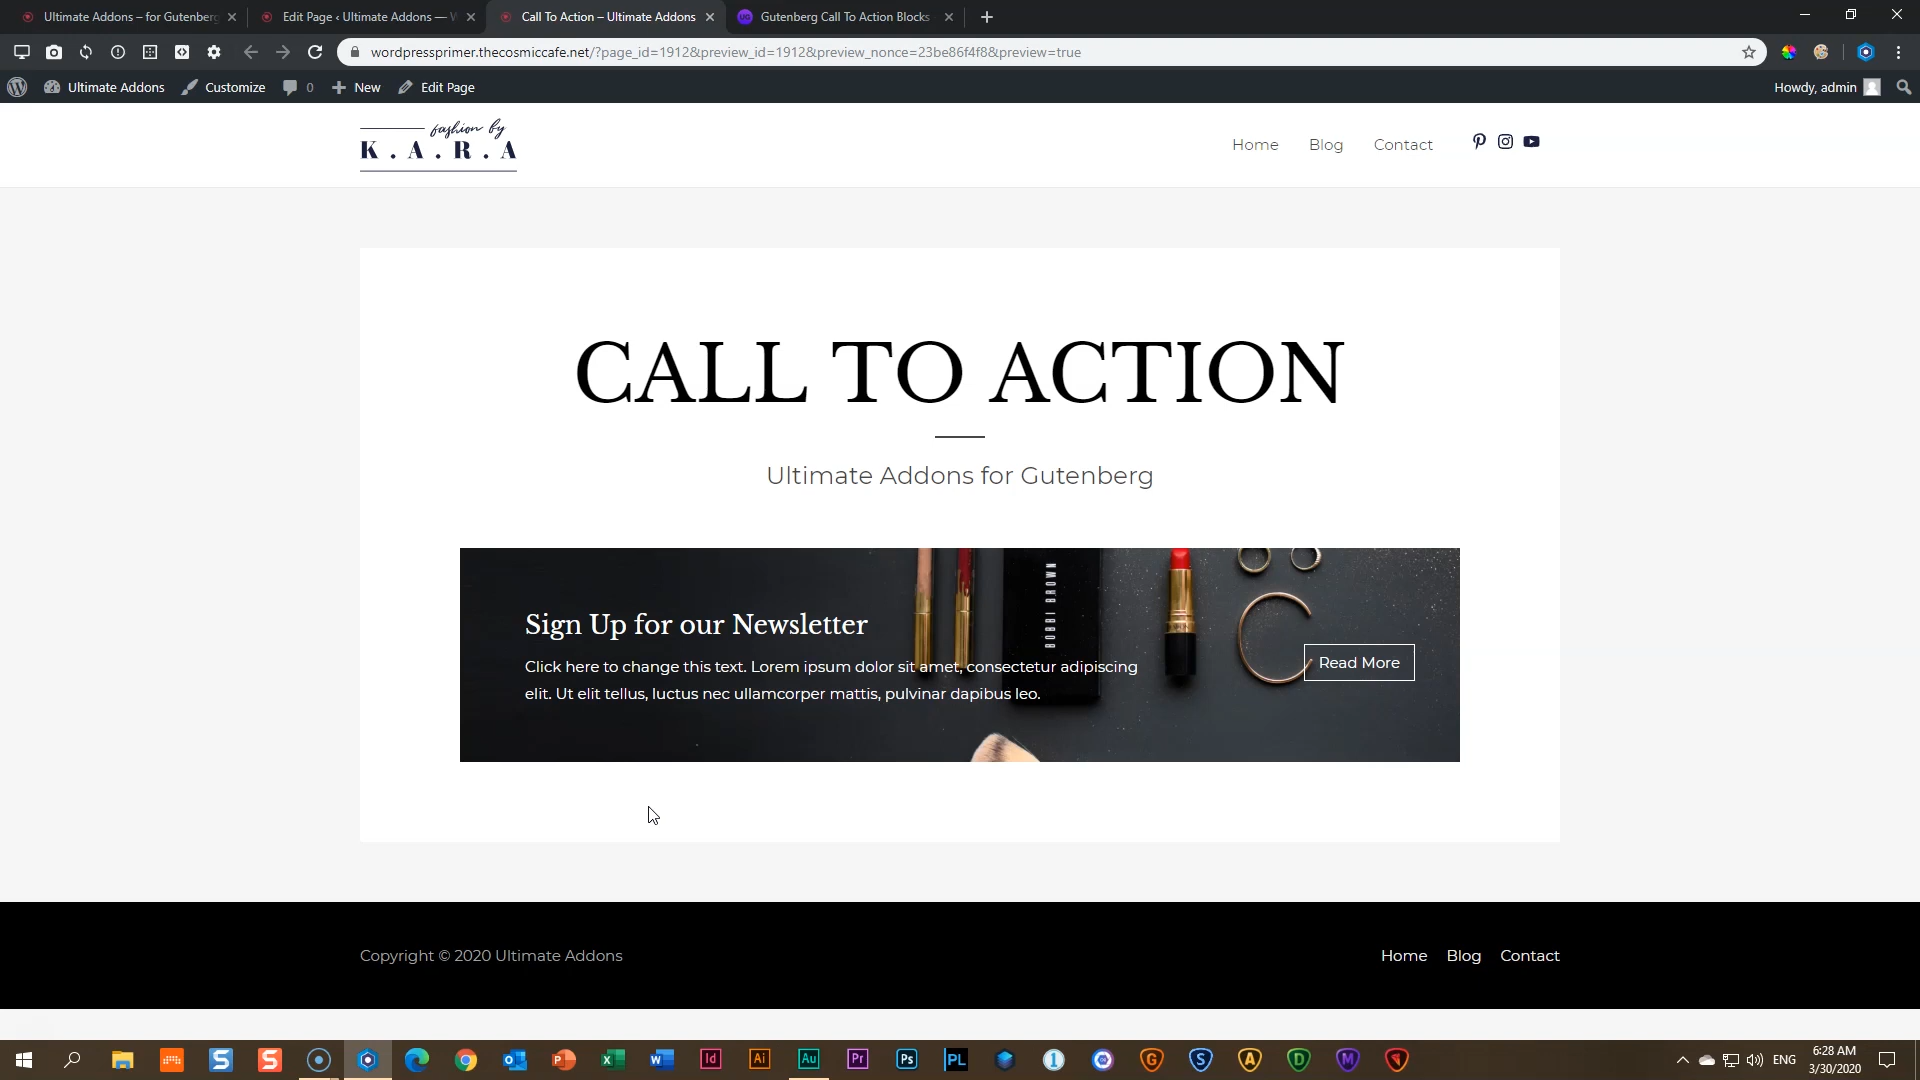 Ultimate Addons – for Gutenberg
Edit Page ‹ Ultimate Addons — W
Call To Action – Ultimate Addons
Gutenberg Call To Action Blocks
wordpressprimer.thecosmiccafe.net/?page_id=1912&preview_id=1912&preview_nonce=23be86f4f8&preview=true
Ultimate Addons
Customize
0
New
Edit Page
Howdy, admin
fashion by
K.A.R.A
Home
Blog
Contact
CALL TO ACTION
Ultimate Addons for Gutenberg
BOBBI BROWN
Sign Up for our Newsletter
Click here to change this text. Lorem ipsum dolor sit amet, consectetur adipiscing
elit. Ut elit tellus, luctus nec ullamcorper mattis, pulvinar dapibus leo.
Read More
Copyright © 2020 Ultimate Addons
Home
Blog
Contact
ENG
6:28 AM
3/30/2020